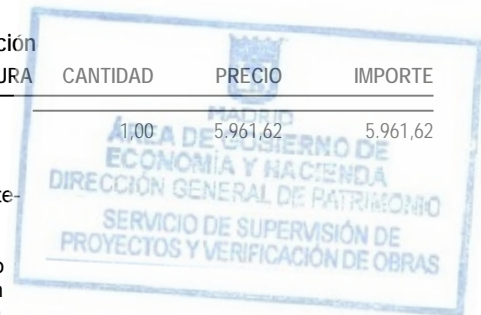 ción
URA CANTIDAD PRECIO IMPORTE
1,00 5.961,62 5.961,62
MADRID
ÁREA DE GOBIERNO DE
ECONOMÍA Y HACIENDA
DIRECCIÓN GENERAL DE PATRIMONIO
te-
SERVICIO DE SUPERVISIÓN DE
PROYECTOS Y VERIFICACIÓN DE OBRAS